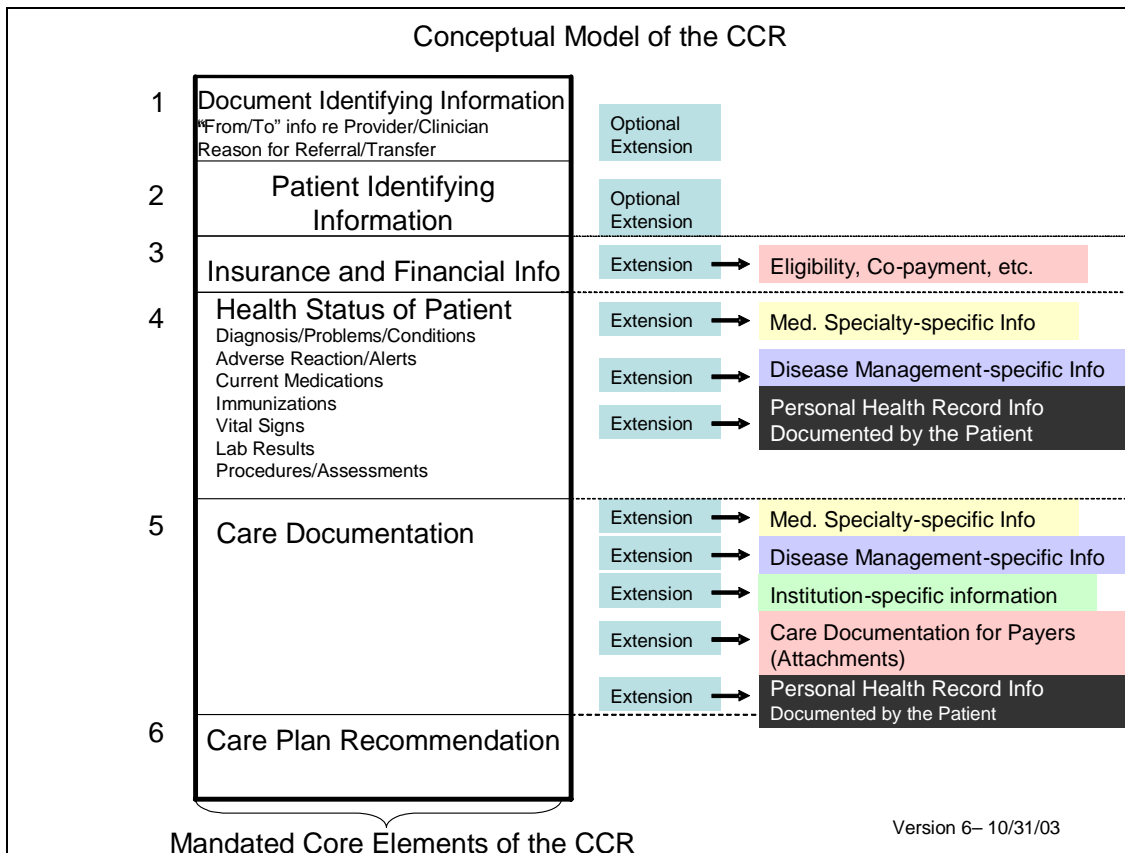 Conceptual Model of the CCR
1
Document Identifying Information
“From/To” info re Provider/Clinician
Reason for Referral/Transfer
Optional
Extension
2
Patient Identifying
Information
Optional
Extension
3
Insurance and Financial Info
Extension
Eligibility, Co-payment, etc.
4
Health Status of Patient
Diagnosis/Problems/Conditions
Adverse Reaction/Alerts
Current Medications
Immunizations
Vital Signs
Lab Results
Procedures/Assessments
Extension
Med. Specialty-specific Info
Extension
Disease Management-specific Info
Extension
Personal Health Record Info
Documented by the Patient
5
Care Documentation
Extension
Med. Specialty-specific Info
Extension
Disease Management-specific Info
Extension
Institution-specific information
Extension
Care Documentation for Payers
(Attachments)
Extension
Personal Health Record Info
Documented by the Patient
6
Care Plan Recommendation
Mandated Core Elements of the CCR
Version 6– 10/31/03